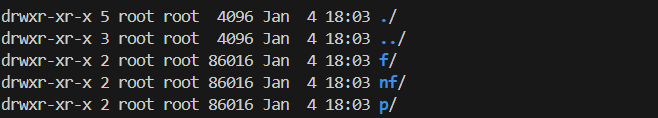 drwxr-xr-x 5 root root  4096 Jan  4 18:03 ./
drwxr-xr-x 3 root root  4096 Jan  4 18:03 ../
drwxr-xr-x 2 root root 86016 Jan  4 18:03 f/
drwxr-xr-x 2 root root 86016 Jan  4 18:03 nf/
drwxr-xr-x 2 root root 86016 Jan  4 18:03 p/